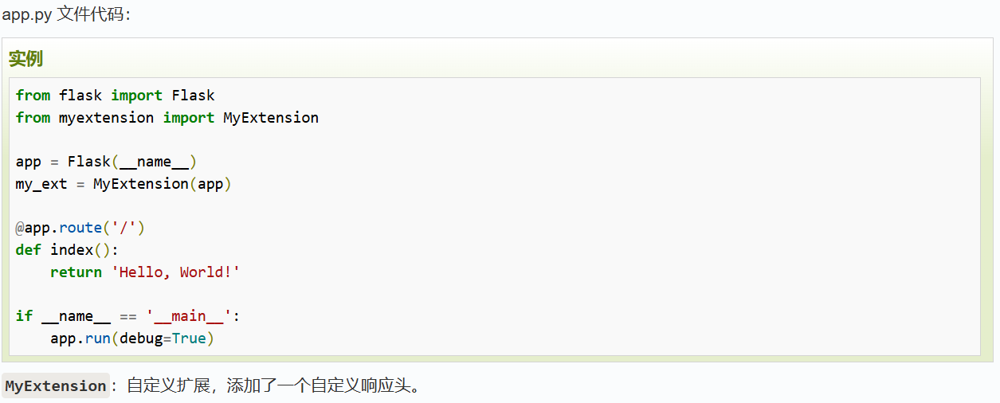 app.py 文件代码：
实例
from flask import Flask
from myextension import MyExtension
app = Flask(__name__)
my_ext = MyExtension(app)
@app.route('/')
def index():
    return 'Hello, World!'
if __name__ == '__main__':
    app.run(debug=True)
MyExtension：自定义扩展，添加了一个自定义响应头。